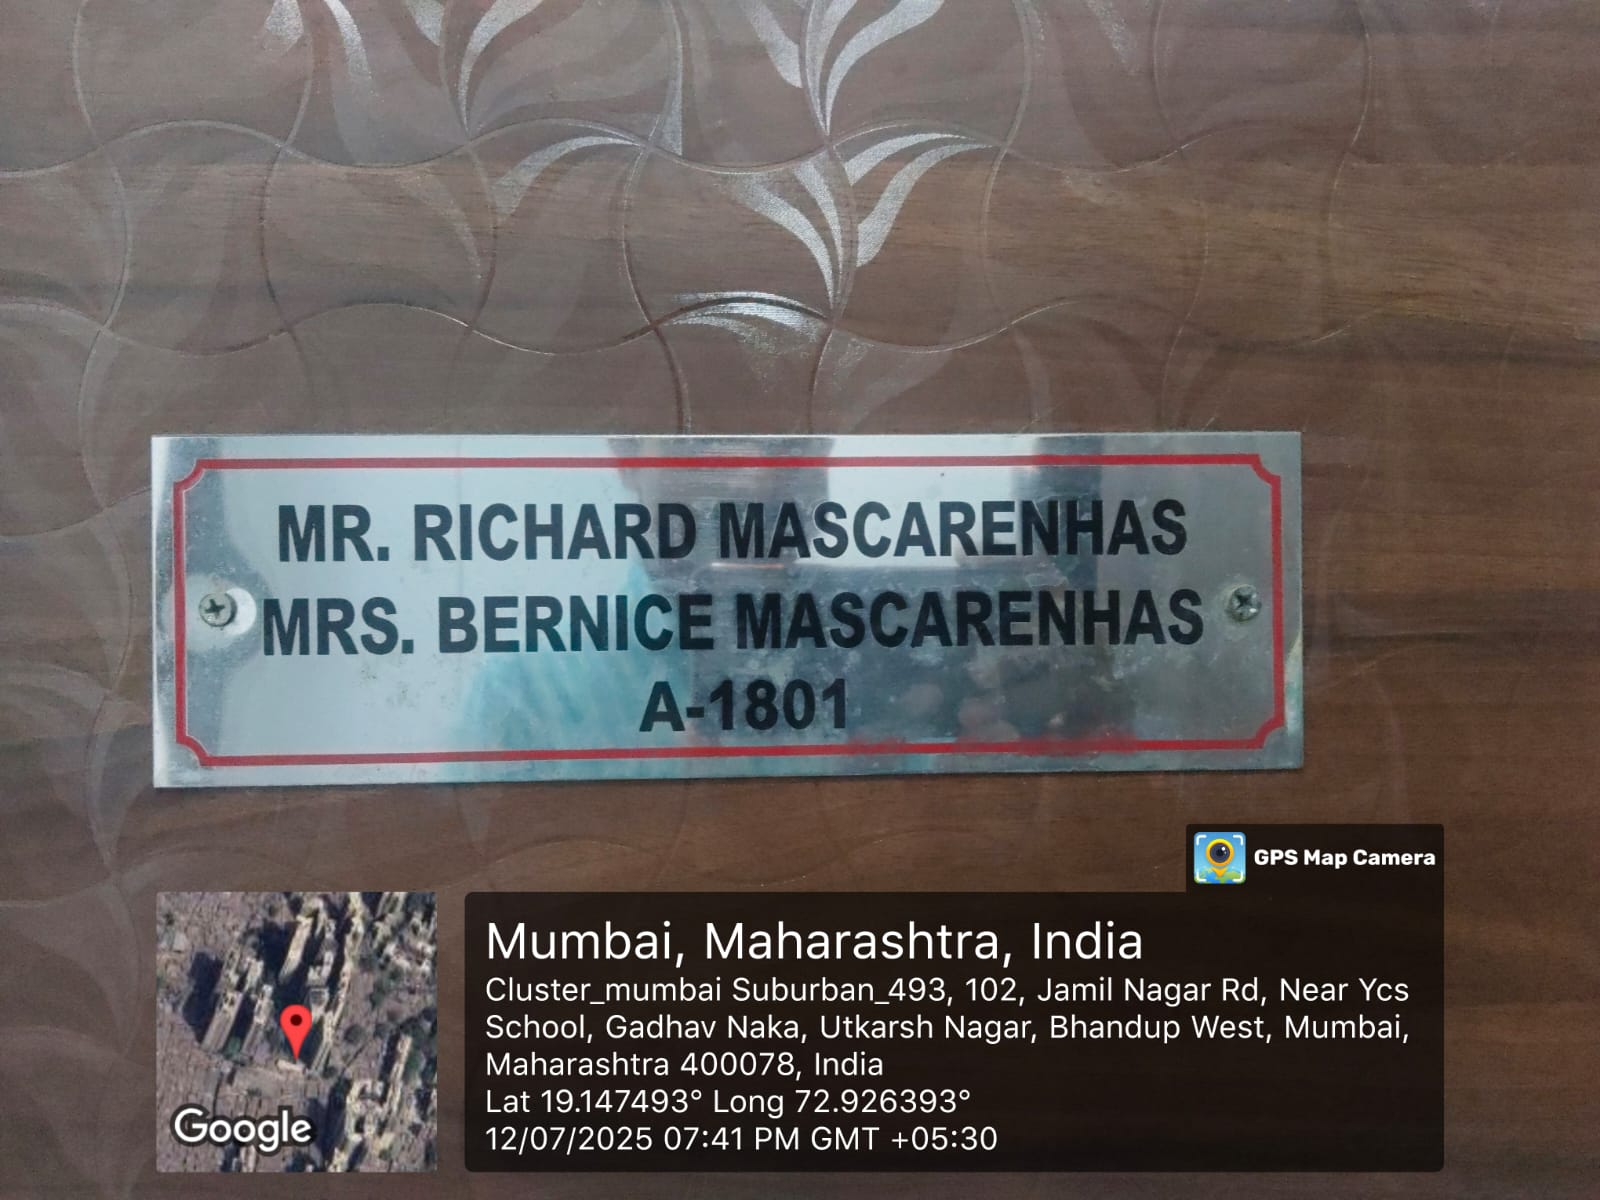 MR. RICHARD MASCARENHAS
MRS. BERNICE MASCARENHAS
A-1801
GPS Map Camera
Mumbai, Maharashtra, India
Cluster_mumbai Suburban_493, 102, Jamil Nagar Rd, Near Ycs
School, Gadhav Naka, Utkarsh Nagar, Bhandup West, Mumbai,
Maharashtra 400078, India
Lat 19.147493° Long 72.926393°
12/07/2025 07:41 PM GMT +05:30
Google